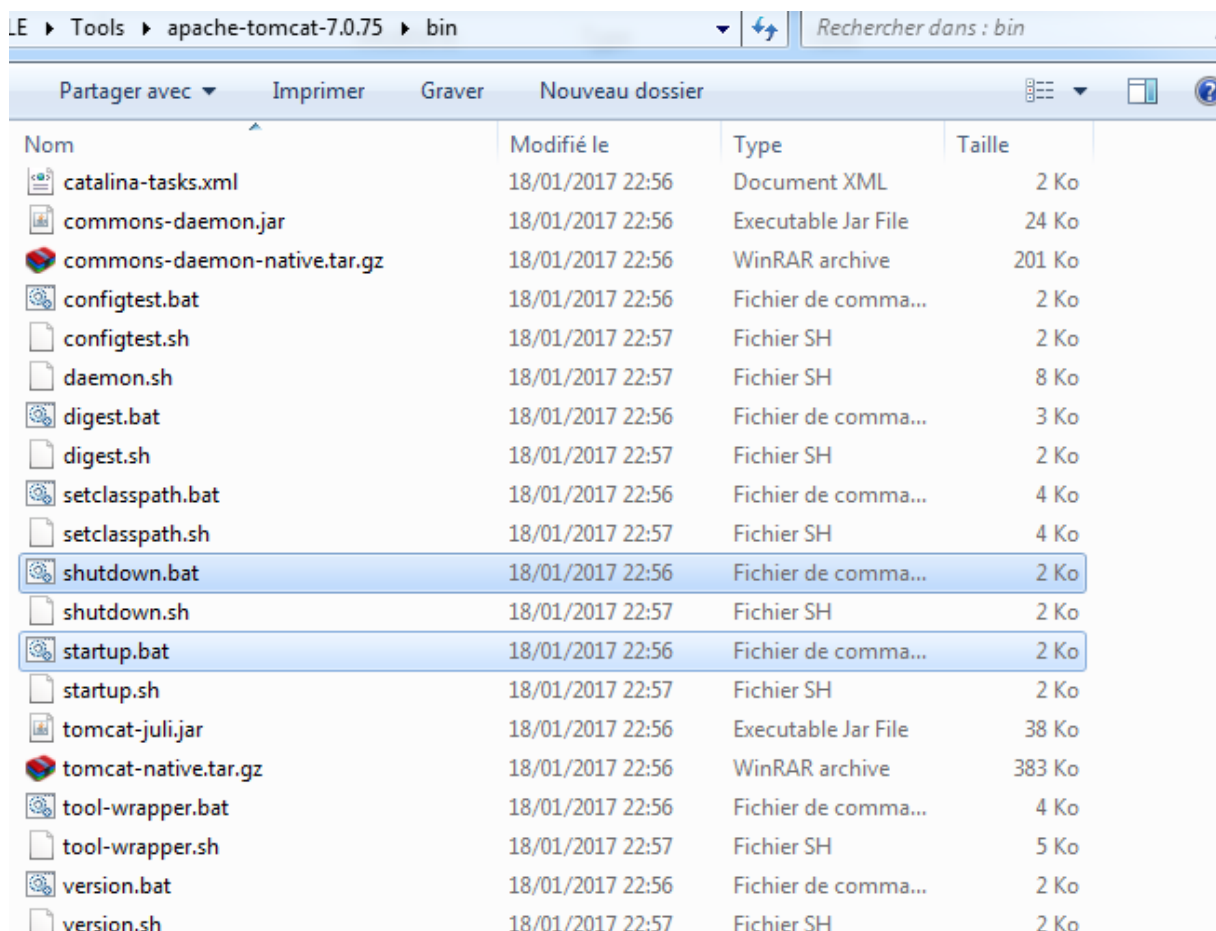 LE ▸ Tools ▸ apache-tomcat-7.0.75 ▸ bin Rechercher dans : bin
Partager avec Imprimer Graver Nouveau dossier
Nom Modifié le Type Taille
catalina-tasks.xml 18/01/2017 22:56 Document XML 2 Ko
commons-daemon.jar 18/01/2017 22:56 Executable Jar File 24 Ko
commons-daemon-native.tar.gz 18/01/2017 22:56 WinRAR archive 201 Ko
configtest.bat 18/01/2017 22:56 Fichier de comma... 2 Ko
configtest.sh 18/01/2017 22:57 Fichier SH 2 Ko
daemon.sh 18/01/2017 22:57 Fichier SH 8 Ko
digest.bat 18/01/2017 22:56 Fichier de comma... 3 Ko
digest.sh 18/01/2017 22:57 Fichier SH 2 Ko
setclasspath.bat 18/01/2017 22:56 Fichier de comma... 4 Ko
setclasspath.sh 18/01/2017 22:57 Fichier SH 4 Ko
shutdown.bat 18/01/2017 22:56 Fichier de comma... 2 Ko
shutdown.sh 18/01/2017 22:57 Fichier SH 2 Ko
startup.bat 18/01/2017 22:56 Fichier de comma... 2 Ko
startup.sh 18/01/2017 22:57 Fichier SH 2 Ko
tomcat-juli.jar 18/01/2017 22:56 Executable Jar File 38 Ko
tomcat-native.tar.gz 18/01/2017 22:56 WinRAR archive 383 Ko
tool-wrapper.bat 18/01/2017 22:56 Fichier de comma... 4 Ko
tool-wrapper.sh 18/01/2017 22:57 Fichier SH 5 Ko
version.bat 18/01/2017 22:56 Fichier de comma... 2 Ko
version.sh 18/01/2017 22:57 Fichier SH 2 Ko